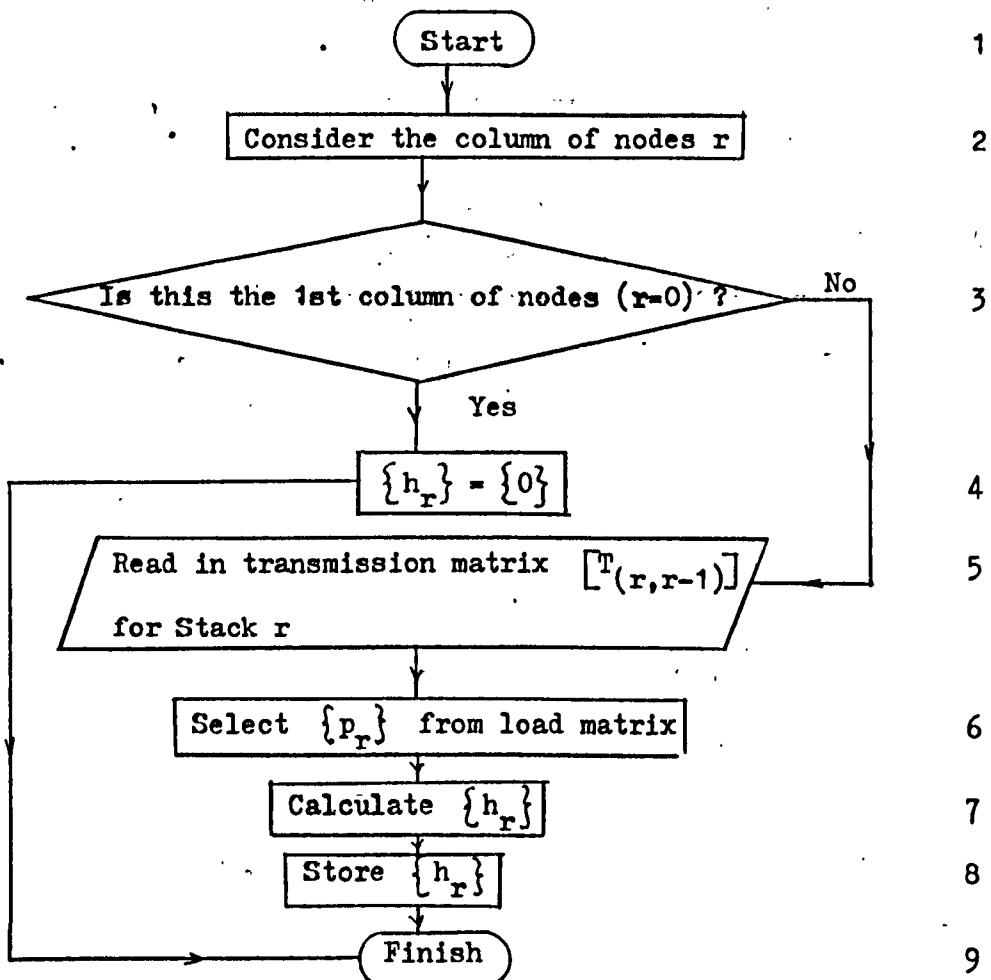 Start 1
Consider the column of nodes r 2
Is this the 1st column of nodes (r=0) ? 3
No
Yes
{h_r} = {0} 4
Read in transmission matrix [T_(r,r-1)] 5
for Stack r
Select {p_r} from load matrix 6
Calculate {h_r} 7
Store {h_r} 8
Finish 9